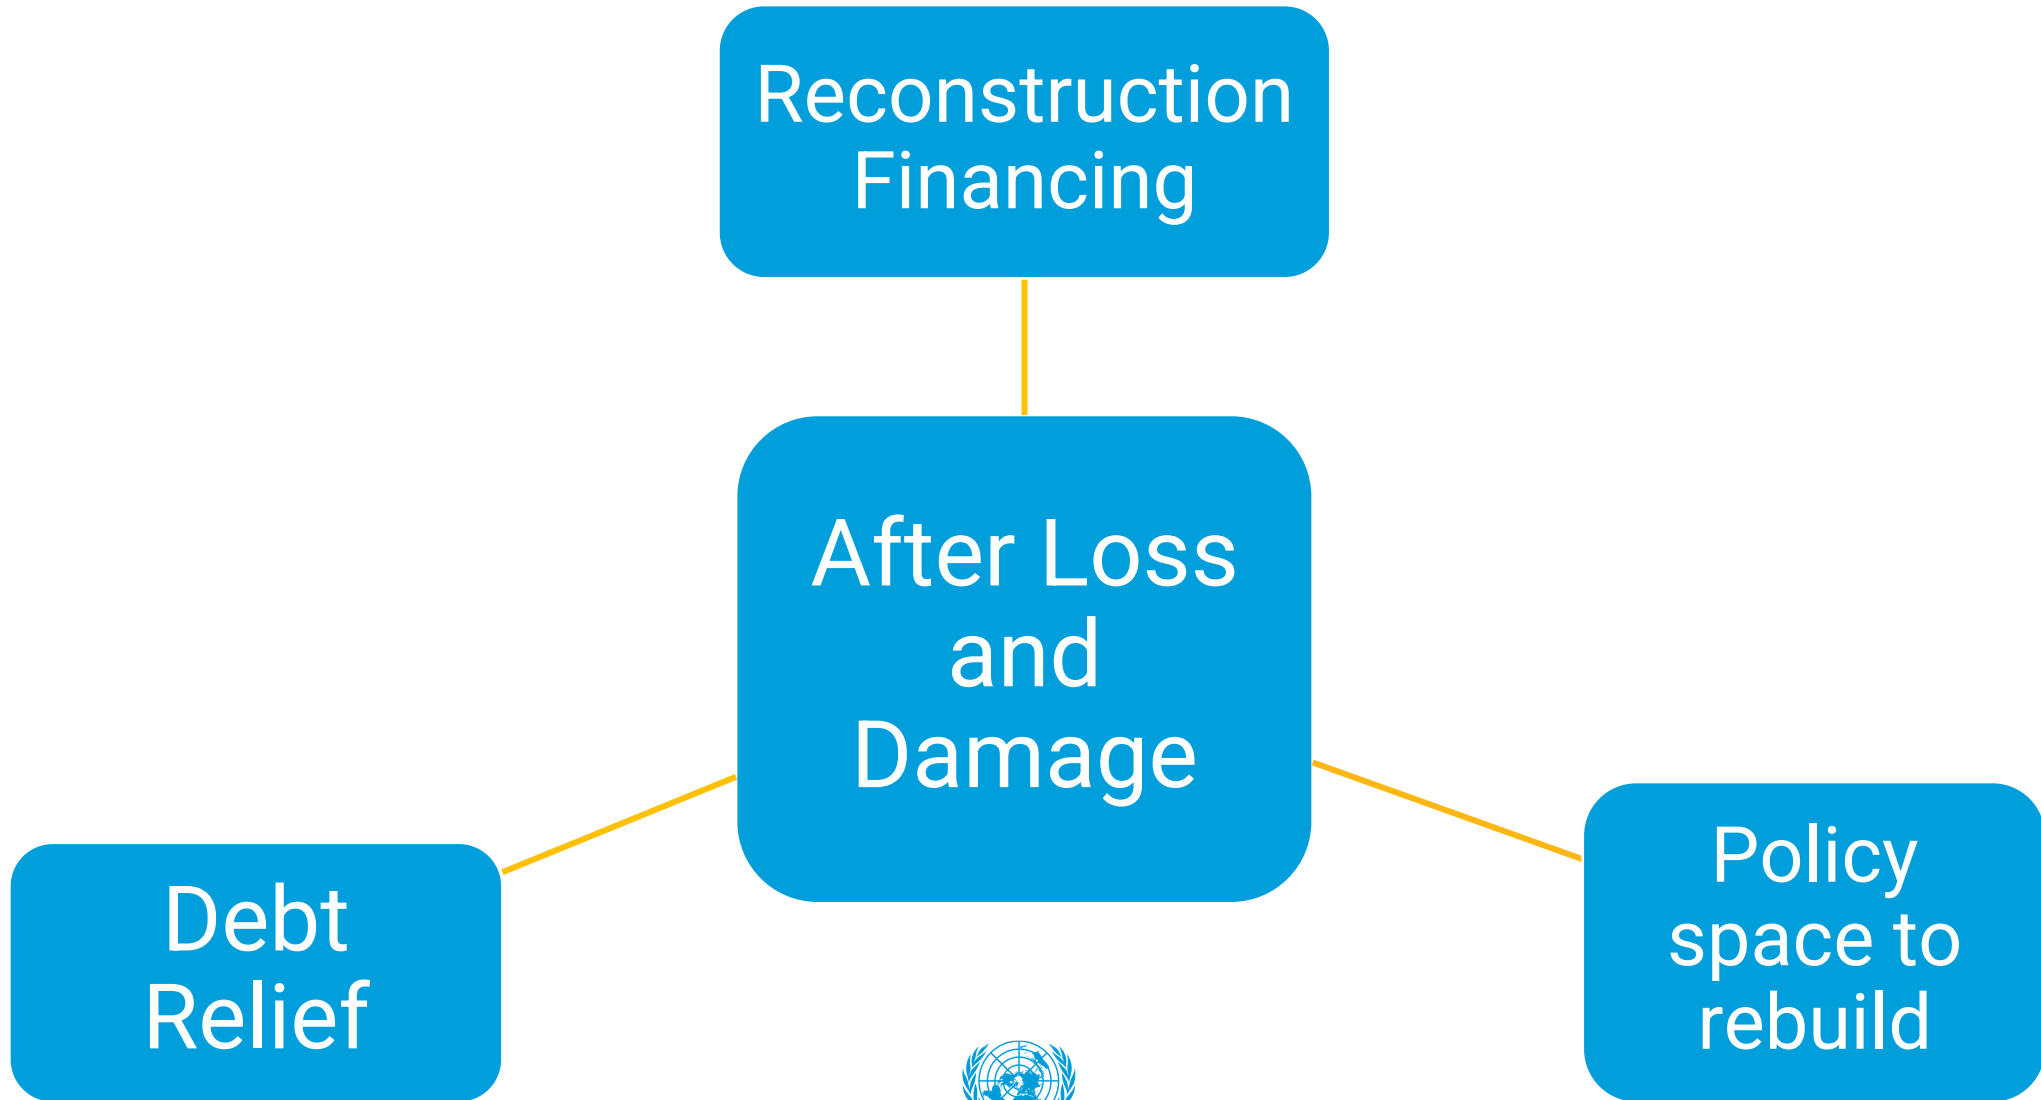 Reconstruction
Financing
After Loss
and
Damage
Debt
Relief
Policy
space to
rebuild